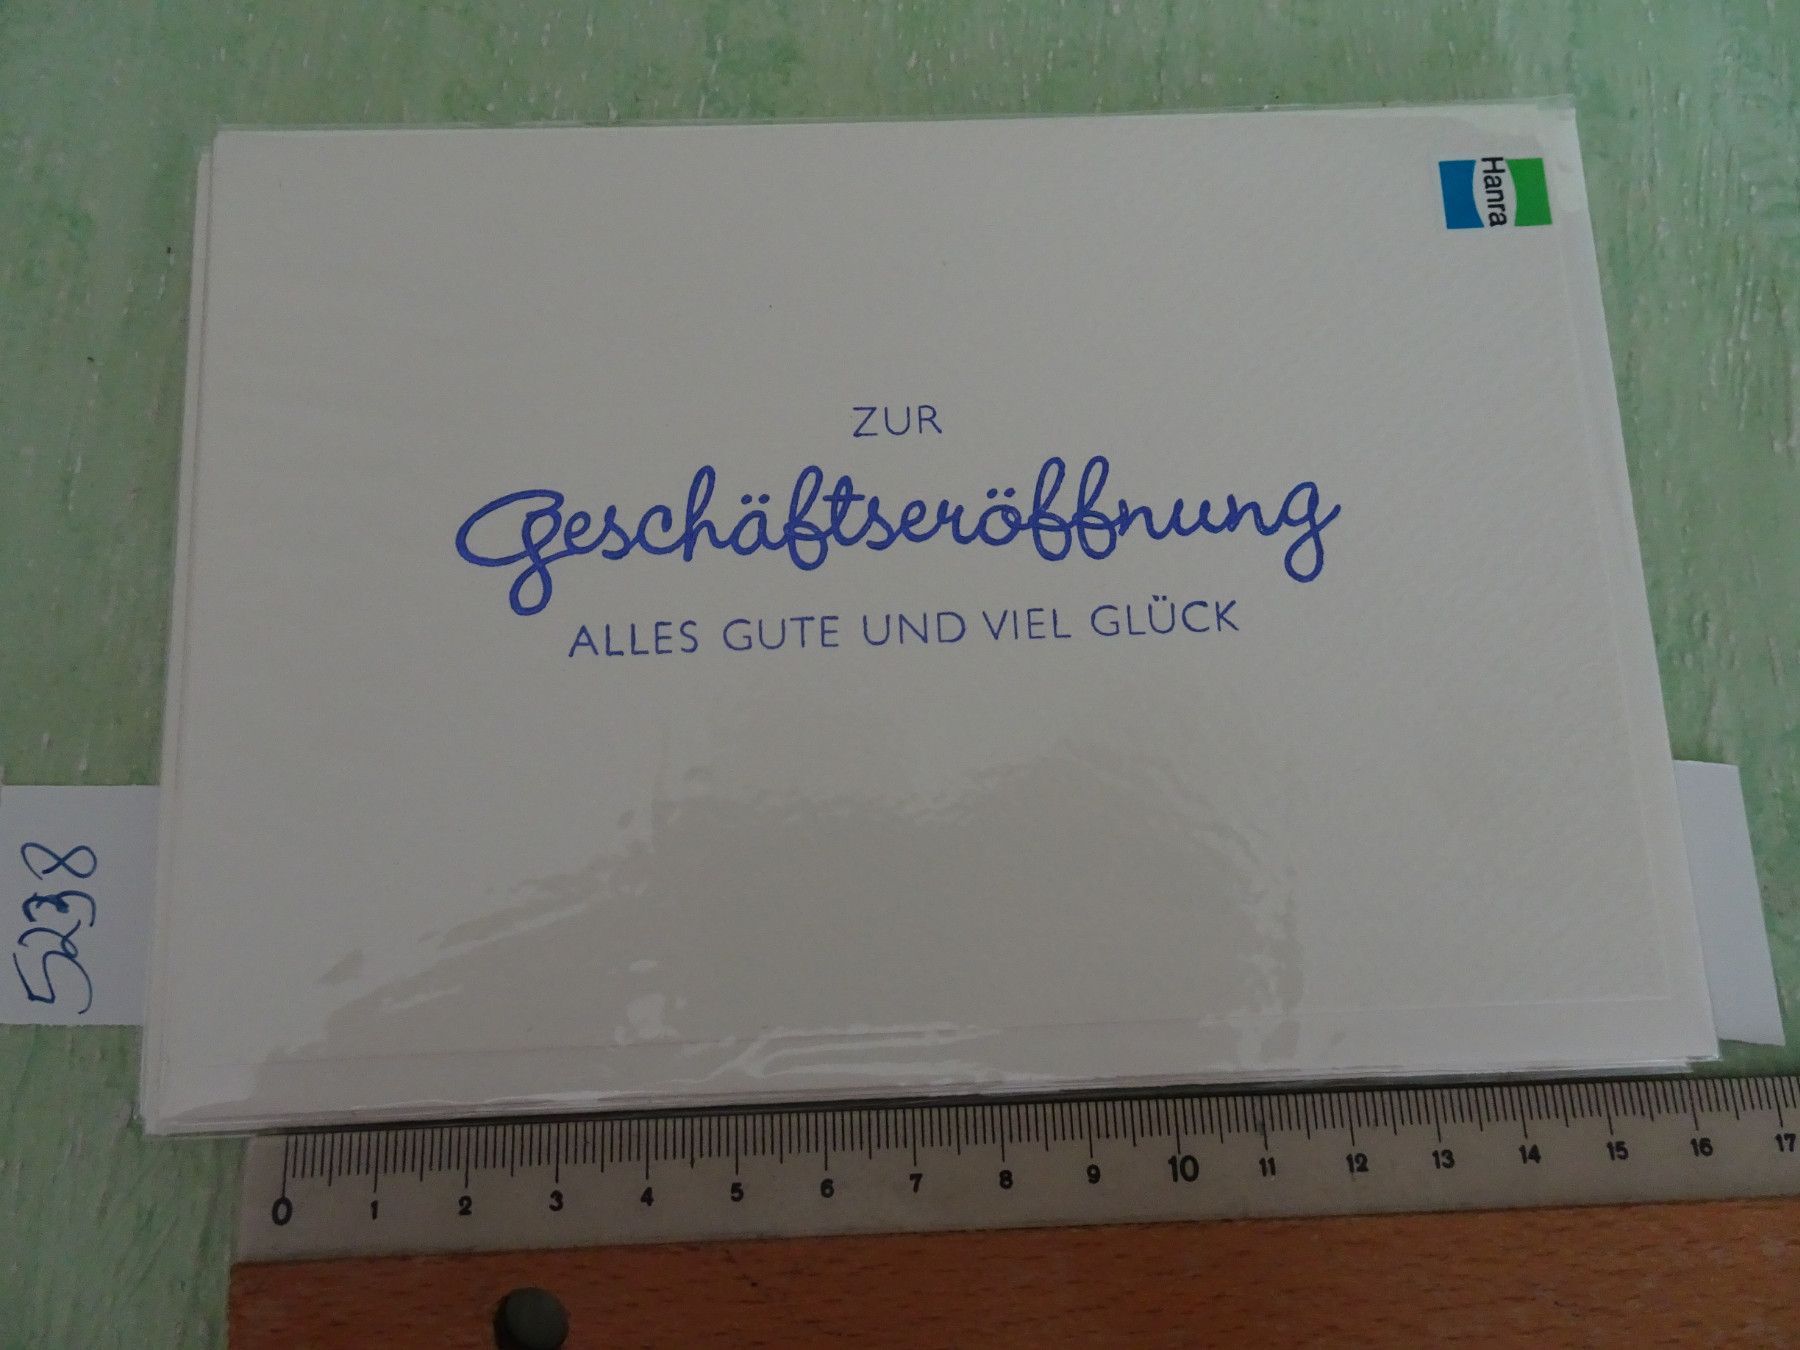 Hanra
ZUR
Geschäftseröffnung
ALLES GUTE UND VIEL GLÜCK
5238
0 1 2 3 4 5 6 7 8 9 10 11 12 13 14 15 16 17